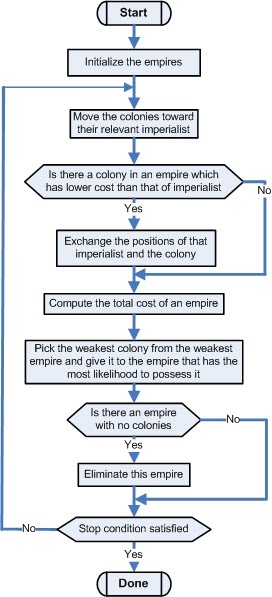 Start
Initialize the empires
Move the colonies toward
their relevant imperialist
Is there a colony in an empire which
has lower cost than that of imperialist
No
Yes
Exchange the positions of that
imperialist and the colony
Compute the total cost of an empire
Pick the weakest colony from the weakest
empire and give it to the empire that has the
most likelihood to possess it
Is there an empire
with no colonies
No
Yes
Eliminate this empire
No
Stop condition satisfied
Yes
Done